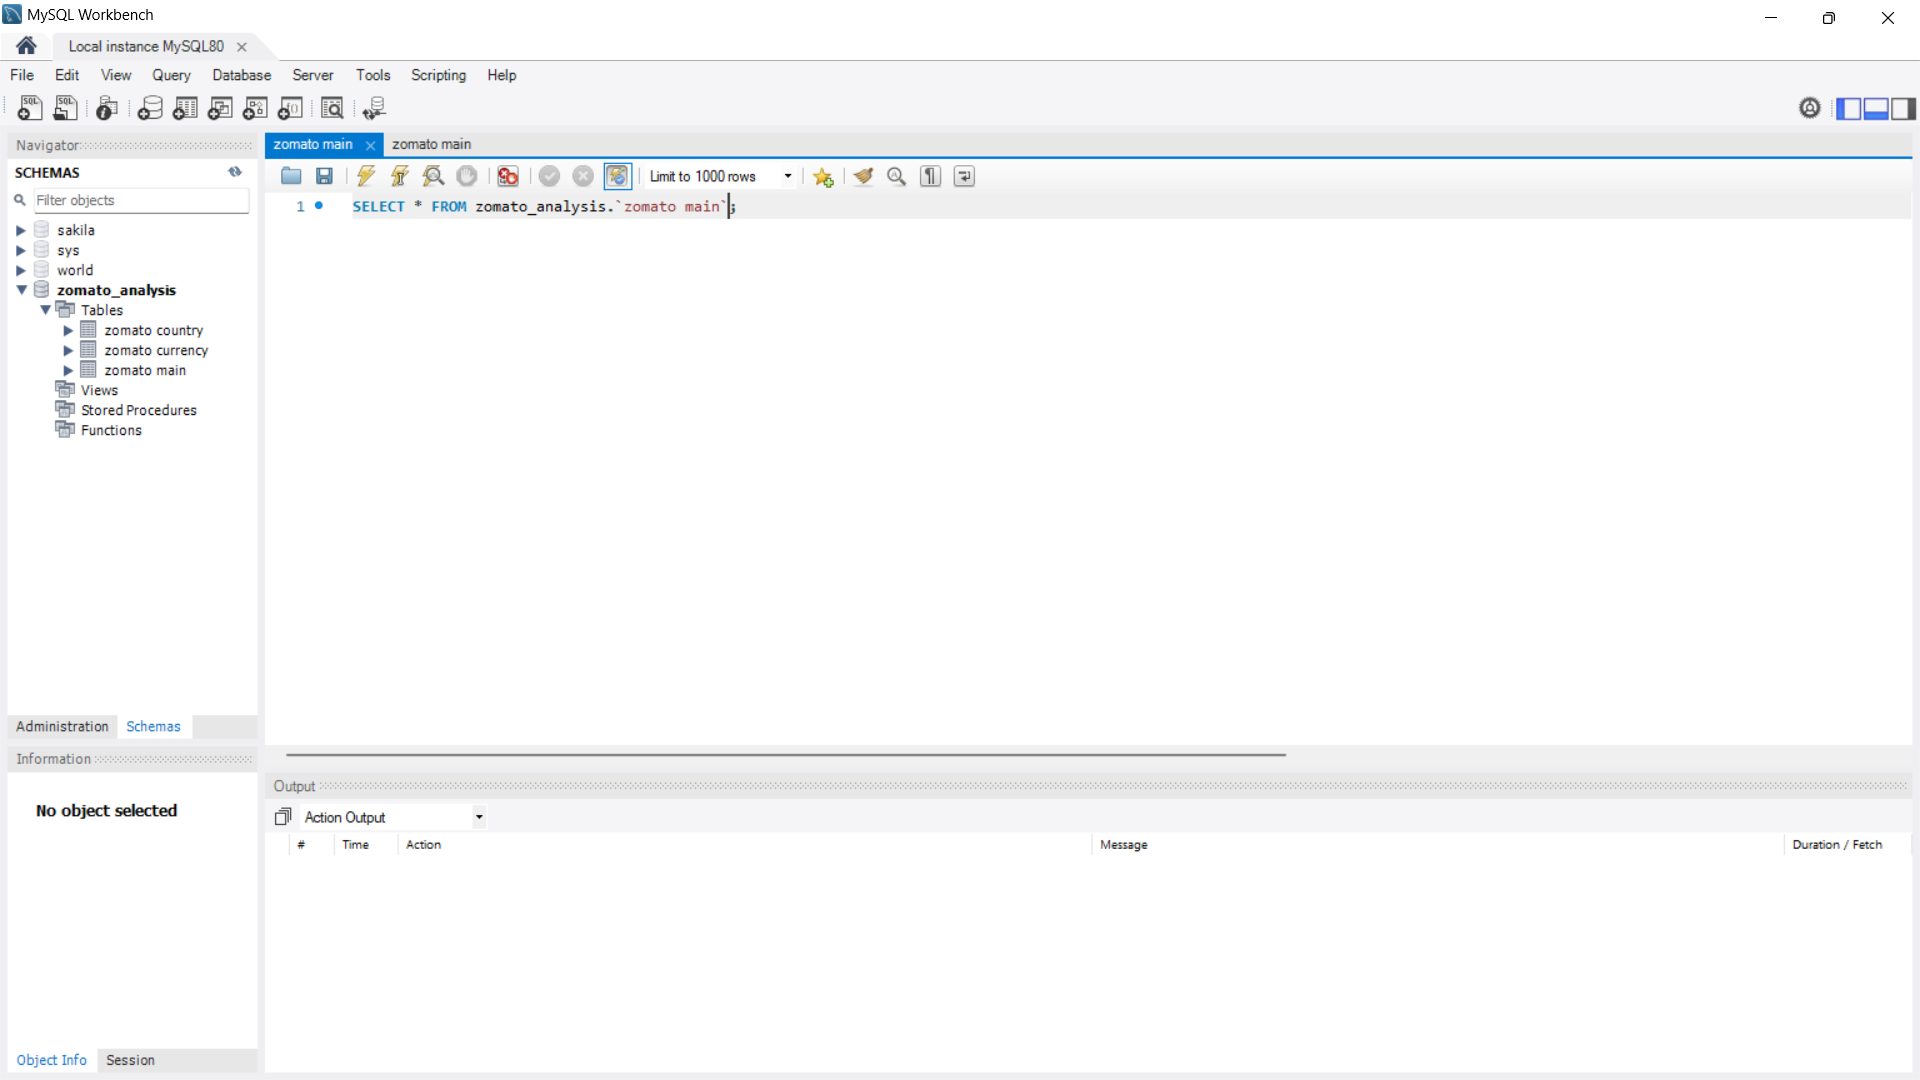 MySQL Workbench
Local instance MySQL80
File Edit View Query Database Server Tools Scripting Help
Navigator
SCHEMAS
Filter objects
sakila
sys
world
zomato_analysis
Tables
zomato country
zomato currency
zomato main
Views
Stored Procedures
Functions
Administration Schemas
Information
No object selected
Object Info Session
zomato main zomato main
Limit to 1000 rows
1 SELECT * FROM zomato_analysis.`zomato main`;
Output
Action Output
# Time Action Message Duration / Fetch